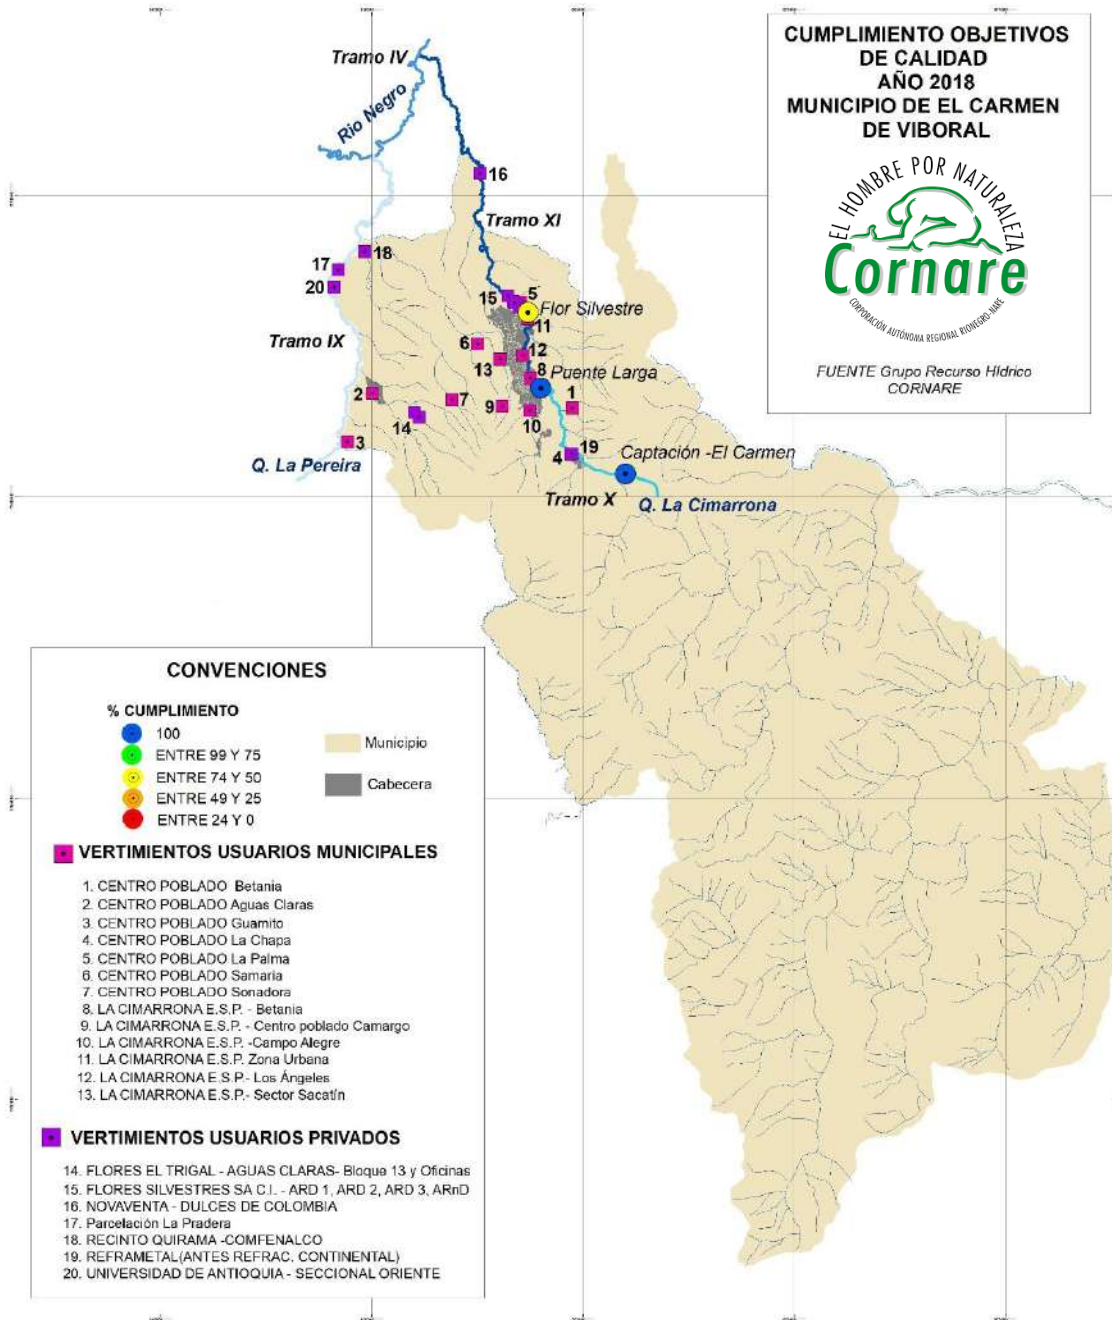 CUMPLIMIENTO OBJETIVOS
DE CALIDAD
AÑO 2018
MUNICIPIO DE EL CARMEN
DE VIBORAL
EL HOMBRE POR NATURALEZA
Cornare
CORPORACIÓN AUTÓNOMA REGIONAL RIONEGRO-NARE
FUENTE Grupo Recurso Hídrico
CORNARE
Tramo IV
Rio Negro
16
Tramo XI
18
17
20
15
5
Flor Silvestre
11
Tramo IX
6
12
13
8
Puente Larga
2
7
9
1
10
14
3
19
4
Captación -El Carmen
Q. La Pereira
Tramo X
Q. La Cimarrona
CONVENCIONES
% CUMPLIMIENTO
100
ENTRE 99 Y 75
ENTRE 74 Y 50
ENTRE 49 Y 25
ENTRE 24 Y 0
Municipio
Cabecera
VERTIMIENTOS USUARIOS MUNICIPALES
1. CENTRO POBLADO Betania
2. CENTRO POBLADO Aguas Claras
3. CENTRO POBLADO Guamito
4. CENTRO POBLADO La Chapa
5. CENTRO POBLADO La Palma
6. CENTRO POBLADO Samaria
7. CENTRO POBLADO Sonadora
8. LA CIMARRONA E.S.P. - Betania
9. LA CIMARRONA E.S.P. - Centro poblado Camargo
10. LA CIMARRONA E.S.P. -Campo Alegre
11. LA CIMARRONA E.S.P. Zona Urbana
12. LA CIMARRONA E.S.P.- Los Ángeles
13. LA CIMARRONA E.S.P.- Sector Sacatín
VERTIMIENTOS USUARIOS PRIVADOS
14. FLORES EL TRIGAL - AGUAS CLARAS- Bloque 13 y Oficinas
15. FLORES SILVESTRES SA C.I. - ARD 1, ARD 2, ARD 3, ARnD
16. NOVAVENTA - DULCES DE COLOMBIA
17. Parcelación La Pradera
18. RECINTO QUIRAMA -COMFENALCO
19. REFRAMETAL(ANTES REFRAC. CONTINENTAL)
20. UNIVERSIDAD DE ANTIOQUIA - SECCIONAL ORIENTE